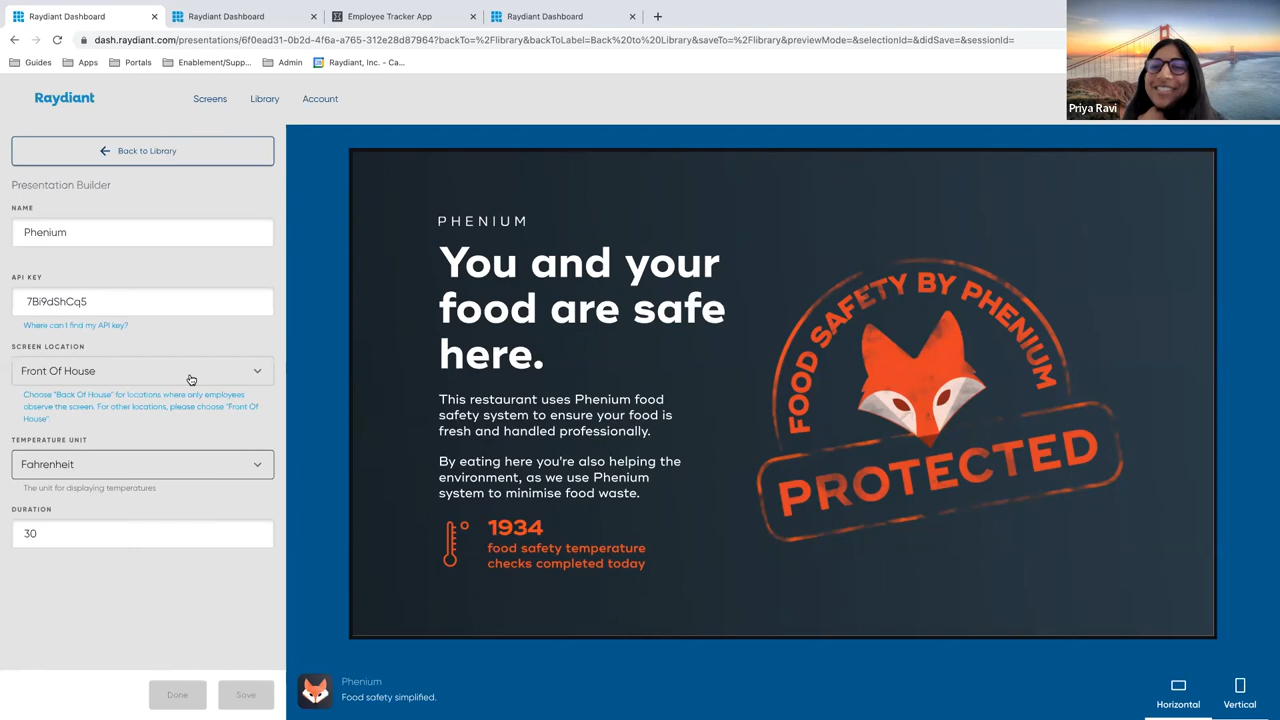 Raydiant Dashboard
Raydiant Dashboard
Employee Tracker App
Raydiant Dashboard
dash.raydiant.com/presentations/6f0ead31-0b2d-4f6a-a765-312e28d87964?backTo=%2Flibrary&backToLabel=Back%20to%20Library&saveTo=%2Flibrary&previewMode=&selectionId=&didSave=&sessionId=
Guides
Apps
Portals
Enablement/Supp...
Admin
Raydiant, Inc. - Ca...
Priya Ravi
Raydiant
Screens
Library
Account
Back to Library
Presentation Builder
NAME
Phenium
API KEY
7Bi9dShCq5
Where can I find my API key?
SCREEN LOCATION
Front Of House
Choose "Back Of House" for locations where only employees
observe the screen. For other locations, please choose "Front Of
House".
TEMPERATURE UNIT
Fahrenheit
The unit for displaying temperatures
DURATION
30
Done
Save
PHENIUM
You and your
food are safe
here.
This restaurant uses Phenium food
safety system to ensure your food is
fresh and handled professionally.
By eating here you're also helping the
environment, as we use Phenium
system to minimise food waste.
1934
food safety temperature
checks completed today
FOOD SAFETY BY PHENIUM
PROTECTED
Phenium
Food safety simplified.
Horizontal
Vertical